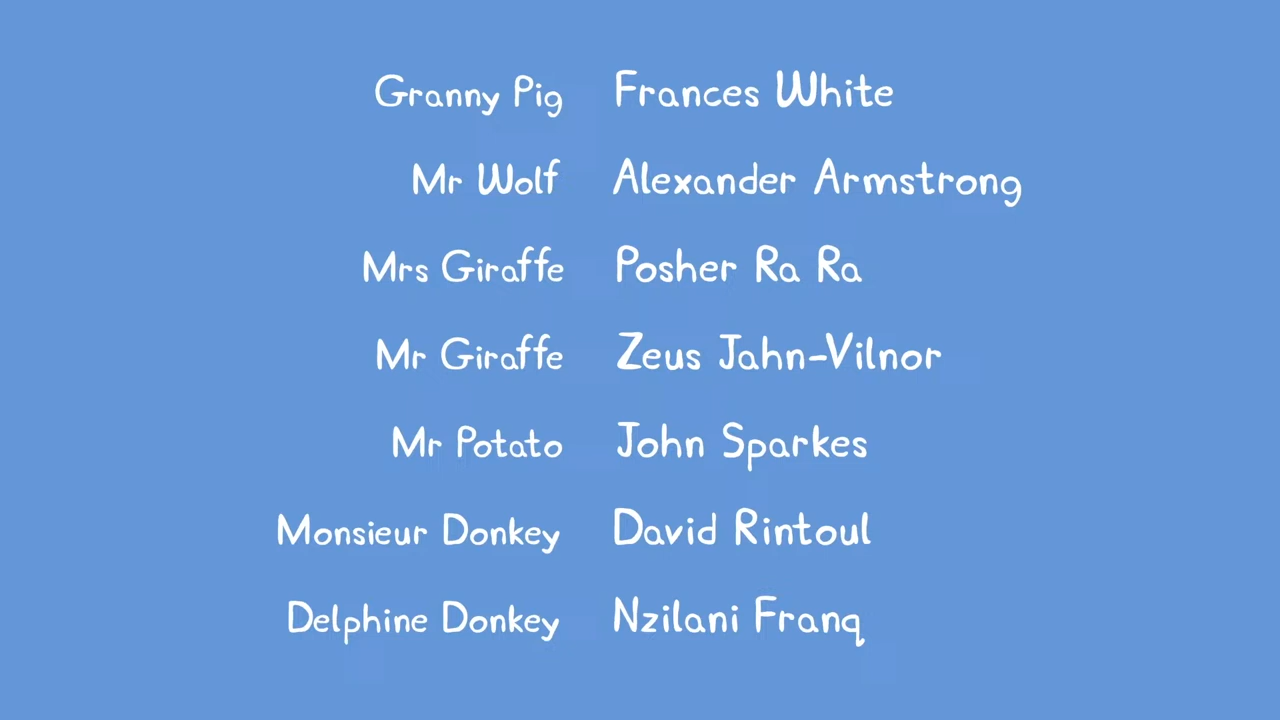 Granny Pig Frances White
Mr Wolf Alexander Armstrong
Mrs Giraffe Posher Ra Ra
Mr Giraffe Zeus Jahn-Vilnor
Mr Potato John Sparkes
Monsieur Donkey David Rintoul
Delphine Donkey Nzilani Franq